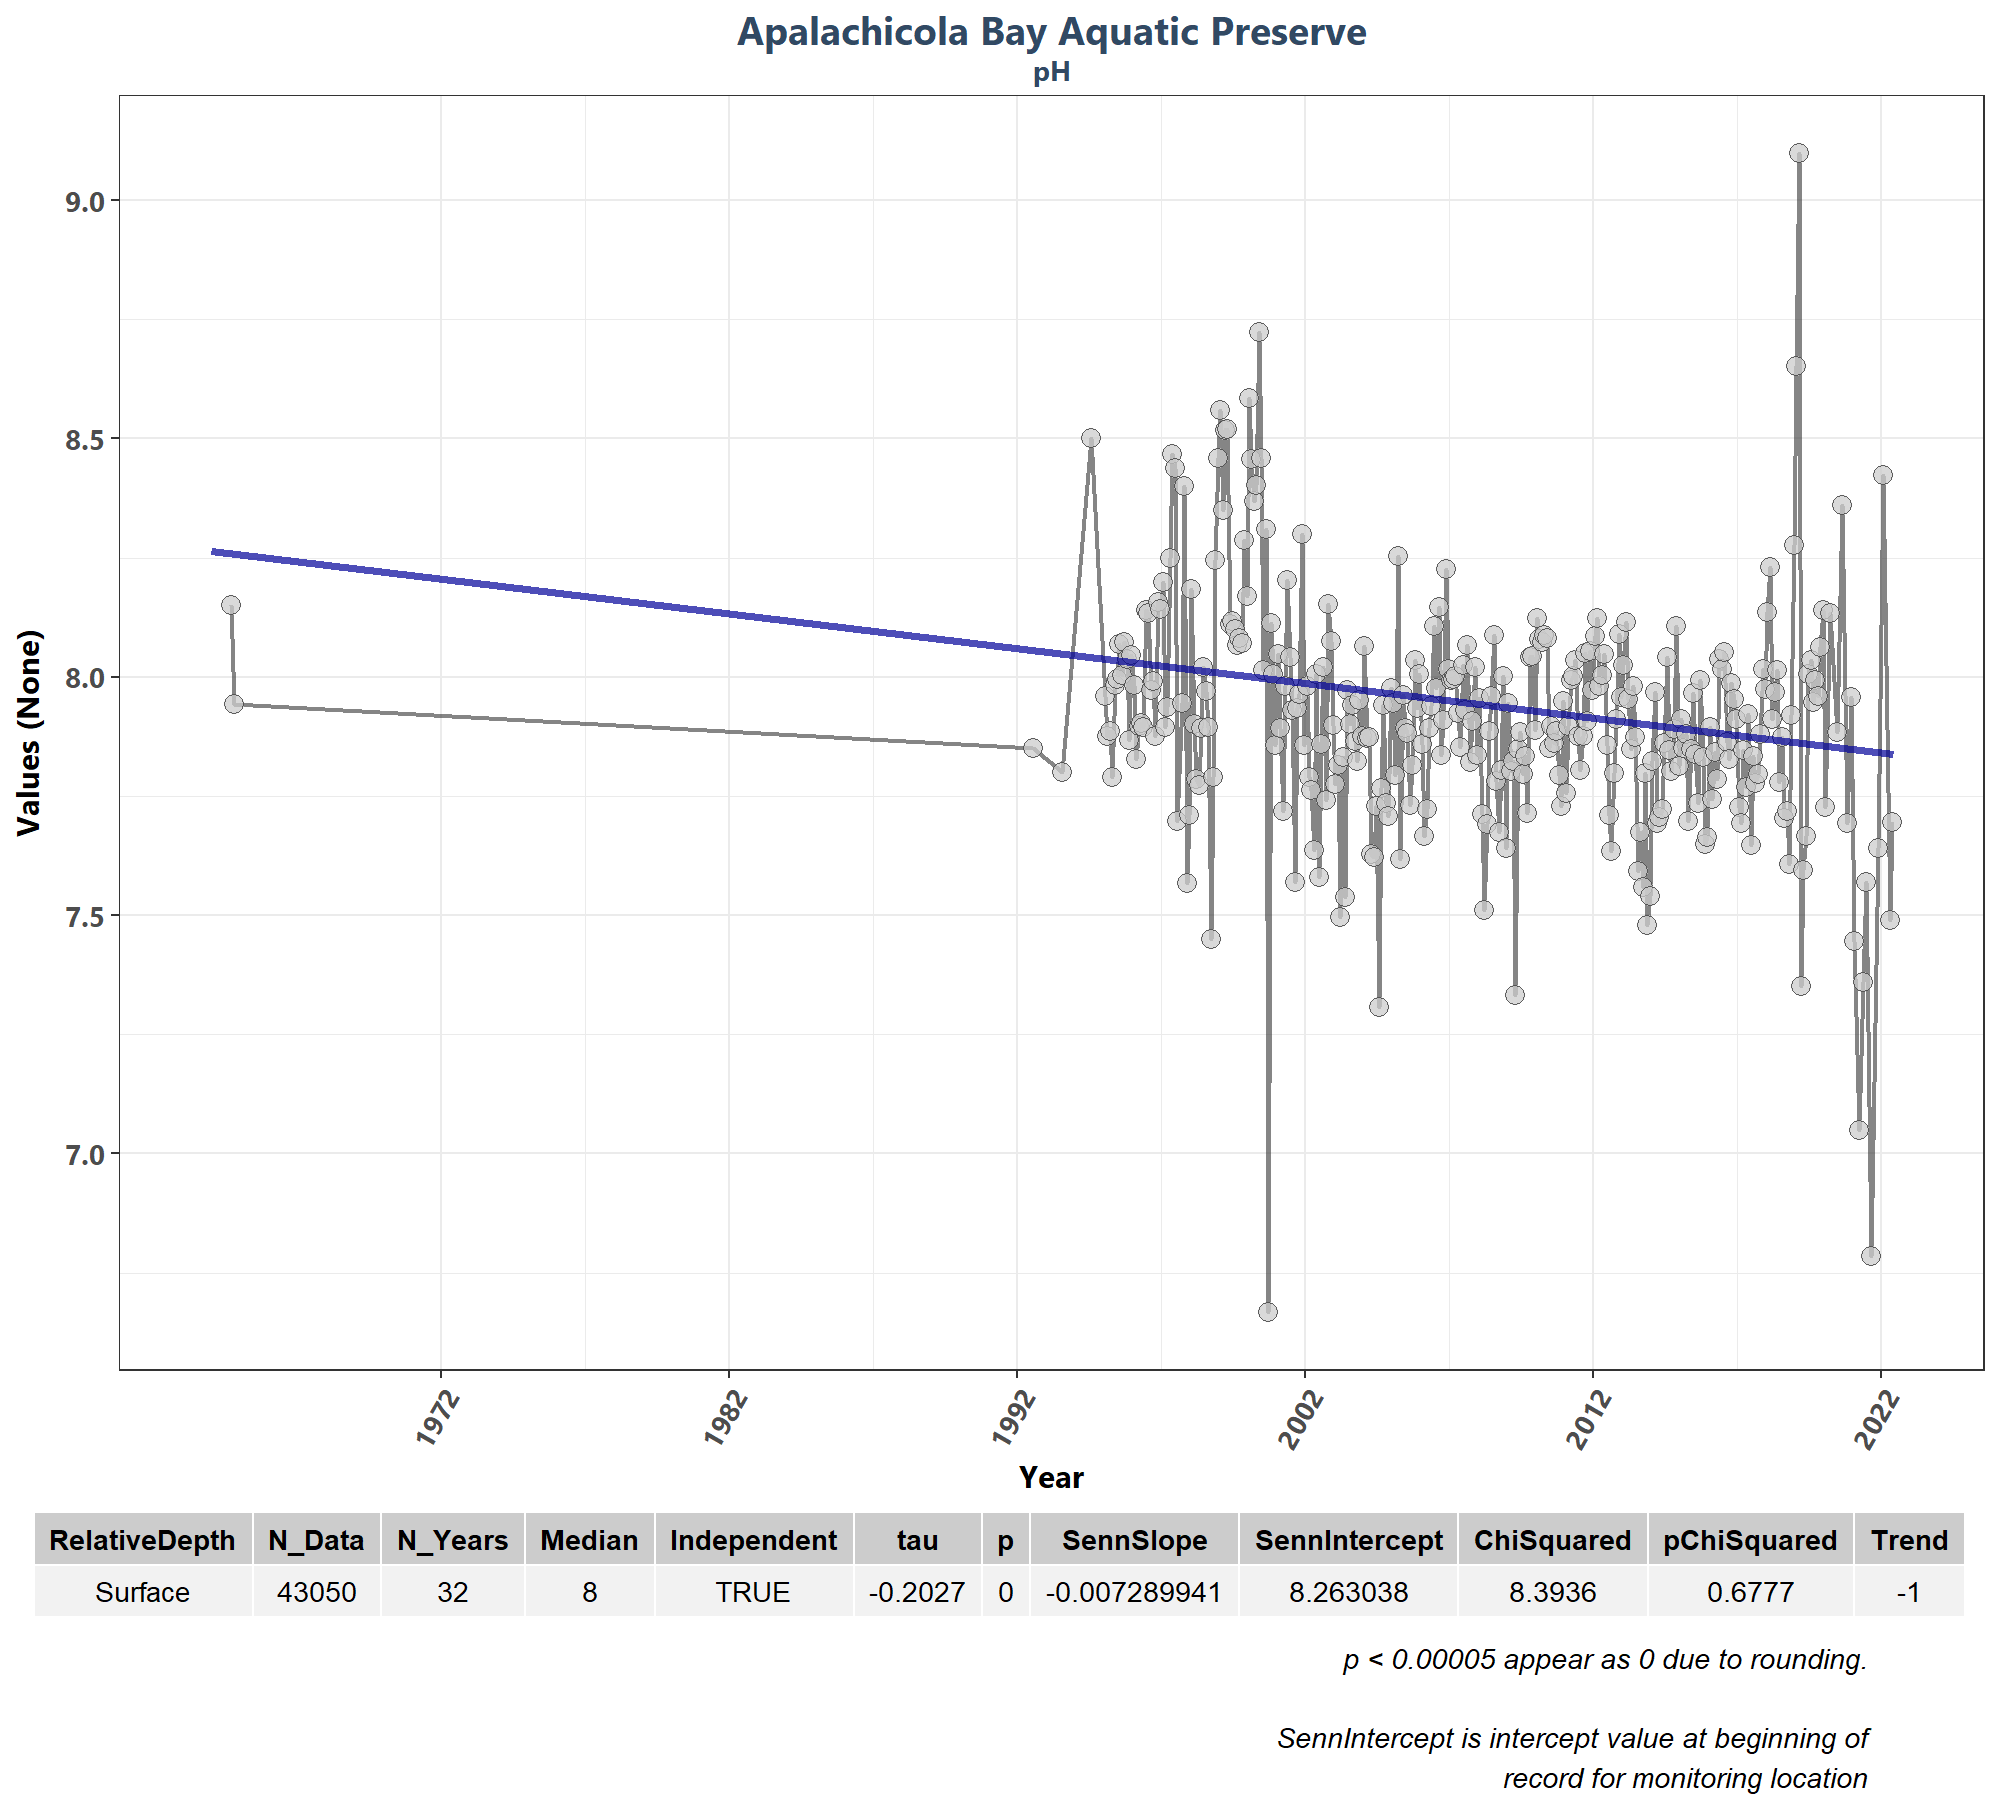 Apalachicola Bay Aquatic Preserve
pH
Values (None)
9.0
8.5
8.0
7.5
7.0
1972
1982
1992
2002
2012
2022
Year
RelativeDepth N_Data N_Years Median Independent tau p SennSlope SennIntercept ChiSquared pChiSquared Trend
Surface 43050 32 8 TRUE -0.2027 0 -0.007289941 8.263038 8.3936 0.6777 -1
p < 0.00005 appear as 0 due to rounding.
SennIntercept is intercept value at beginning of
record for monitoring location